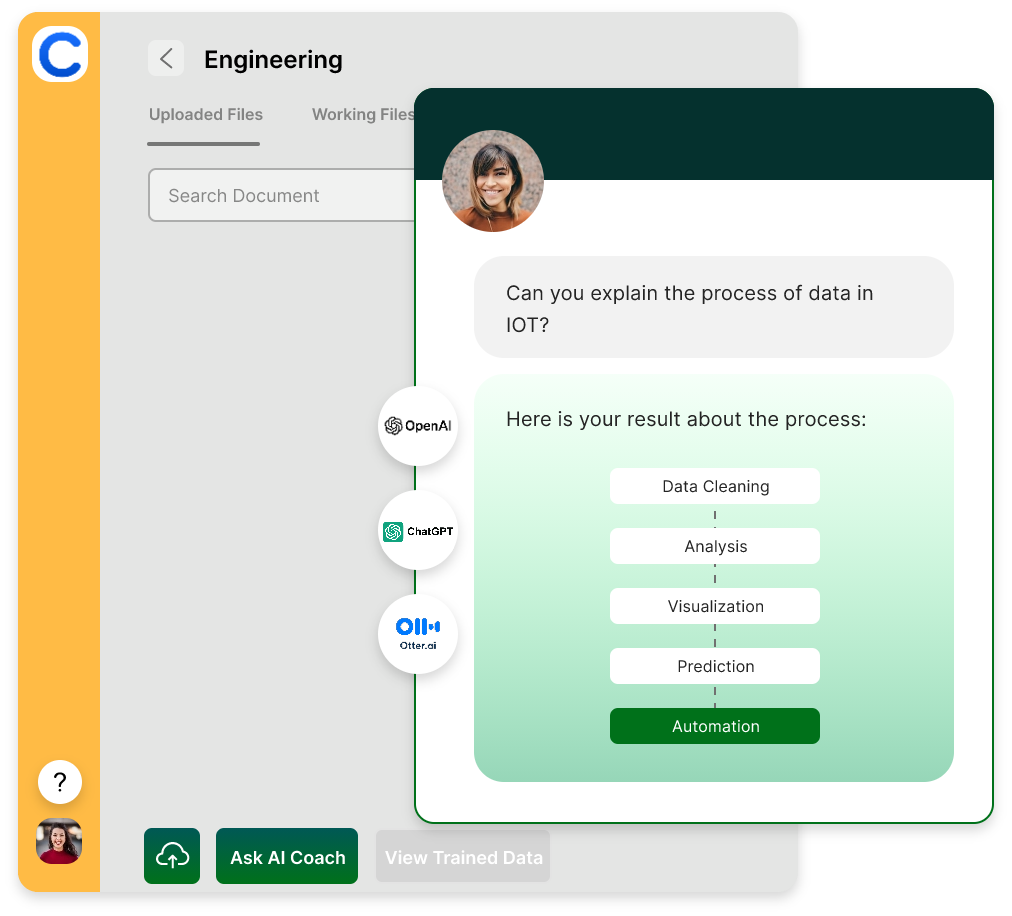 C
Engineering
Uploaded Files
Working Files
Search Document
Can you explain the process of data in
IOT?
Here is your result about the process:
OpenAI
ChatGPT
Otter.ai
Data Cleaning
Analysis
Visualization
Prediction
Automation
?
Ask AI Coach
View Trained Data